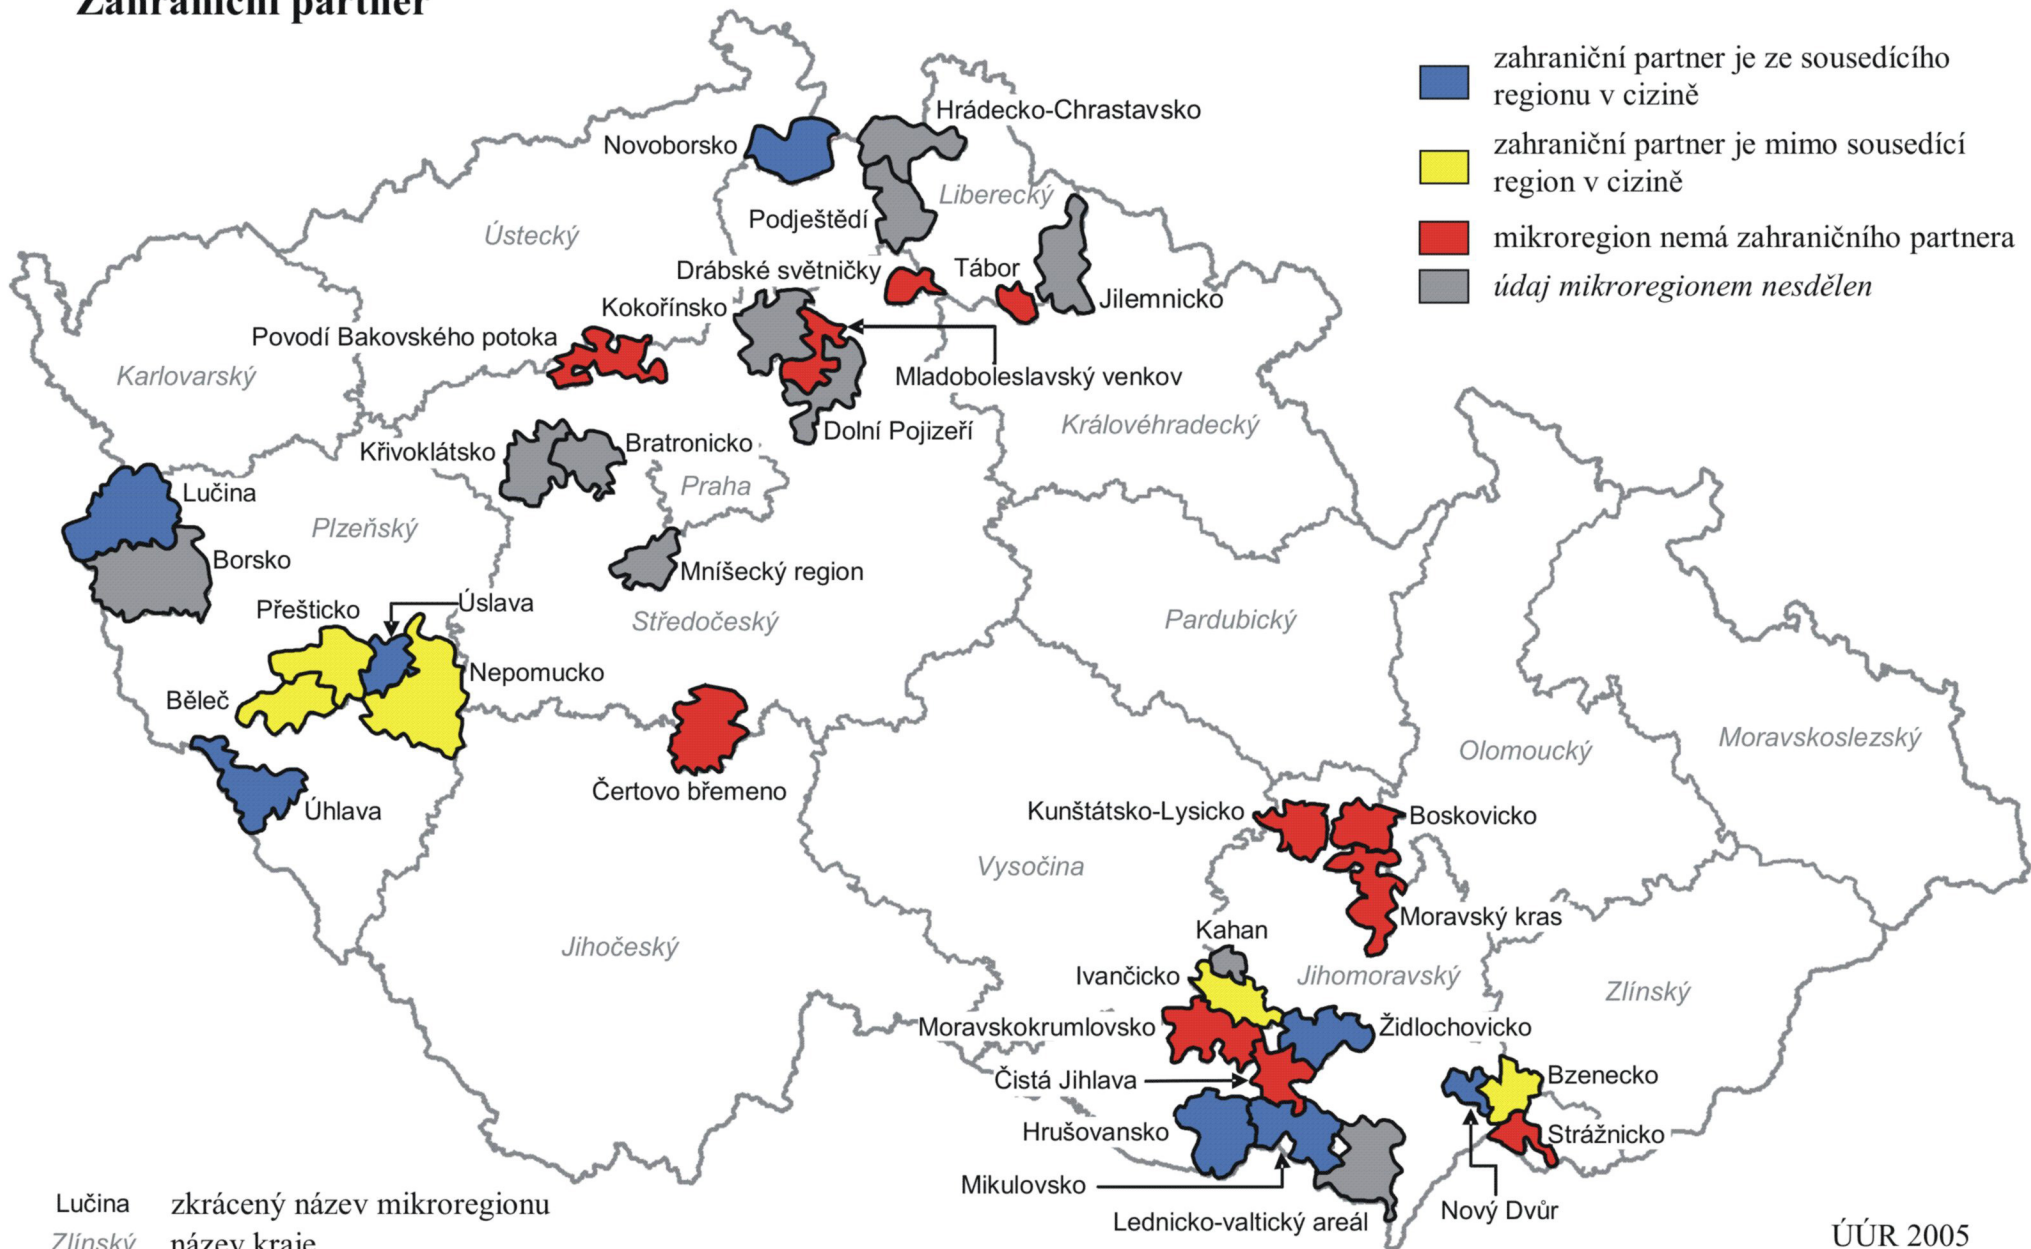 Zahraniční partner
zahraniční partner je ze sousedícího
regionu v cizině
zahraniční partner je mimo sousedící
region v cizině
mikroregion nemá zahraničního partnera
údaj mikroregionem nesdělen
Hrádecko-Chrastavsko
Novoborsko
Liberecký
Podještědí
Ústecký
Drábské světničky
Tábor
Jilemnicko
Kokořínsko
Povodí Bakovského potoka
Karlovarský
Mladoboleslavský venkov
Královéhradecký
Dolní Pojizeří
Křivoklátsko
Bratronicko
Praha
Lučina
Plzeňský
Borsko
Mníšecký region
Přešticko
Úslava
Středočeský
Pardubický
Nepomucko
Běleč
Olomoucký
Moravskoslezský
Čertovo břemeno
Úhlava
Kunštátsko-Lysicko
Boskovicko
Vysočina
Moravský kras
Kahan
Jihočeský
Ivančicko
Jihomoravský
Zlínský
Moravskokrumlovsko
Židlochovicko
Čistá Jihlava
Bzenecko
Hrušovansko
Strážnicko
Mikulovsko
Nový Dvůr
Lednicko-valtický areál
Lučina zkrácený název mikroregionu
Zlínský název kraje
ÚÚR 2005